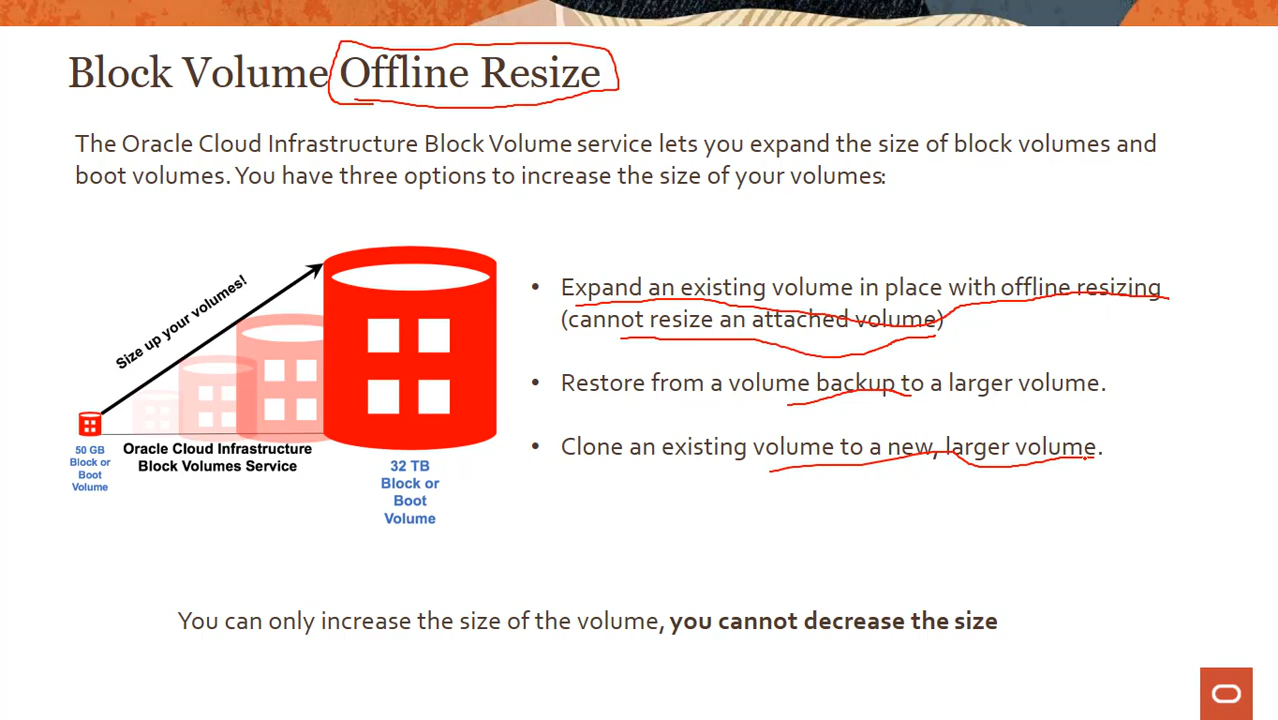 Block Volume Offline Resize
The Oracle Cloud Infrastructure Block Volume service lets you expand the size of block volumes and
boot volumes. You have three options to increase the size of your volumes:
Size up your volumes!
50 GB
Block or
Boot
Volume
Oracle Cloud Infrastructure
Block Volumes Service
32 TB
Block or
Boot
Volume
• Expand an existing volume in place with offline resizing
(cannot resize an attached volume)
• Restore from a volume backup to a larger volume.
• Clone an existing volume to a new, larger volume.
You can only increase the size of the volume, you cannot decrease the size